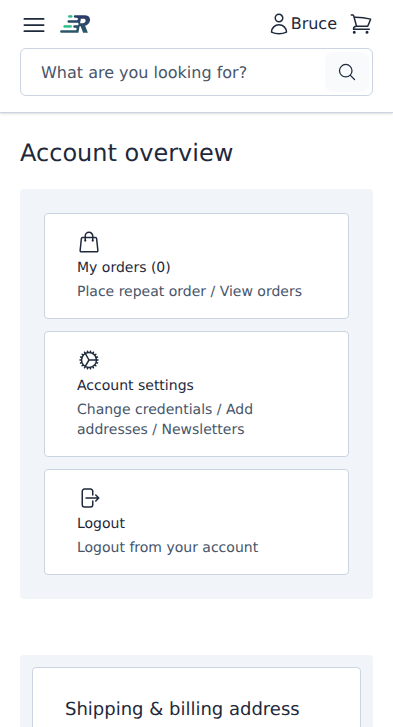 Bruce
What are you looking for?
Account overview
My orders (0)
Place repeat order / View orders
Account settings
Change credentials / Add
addresses / Newsletters
Logout
Logout from your account
Shipping & billing address